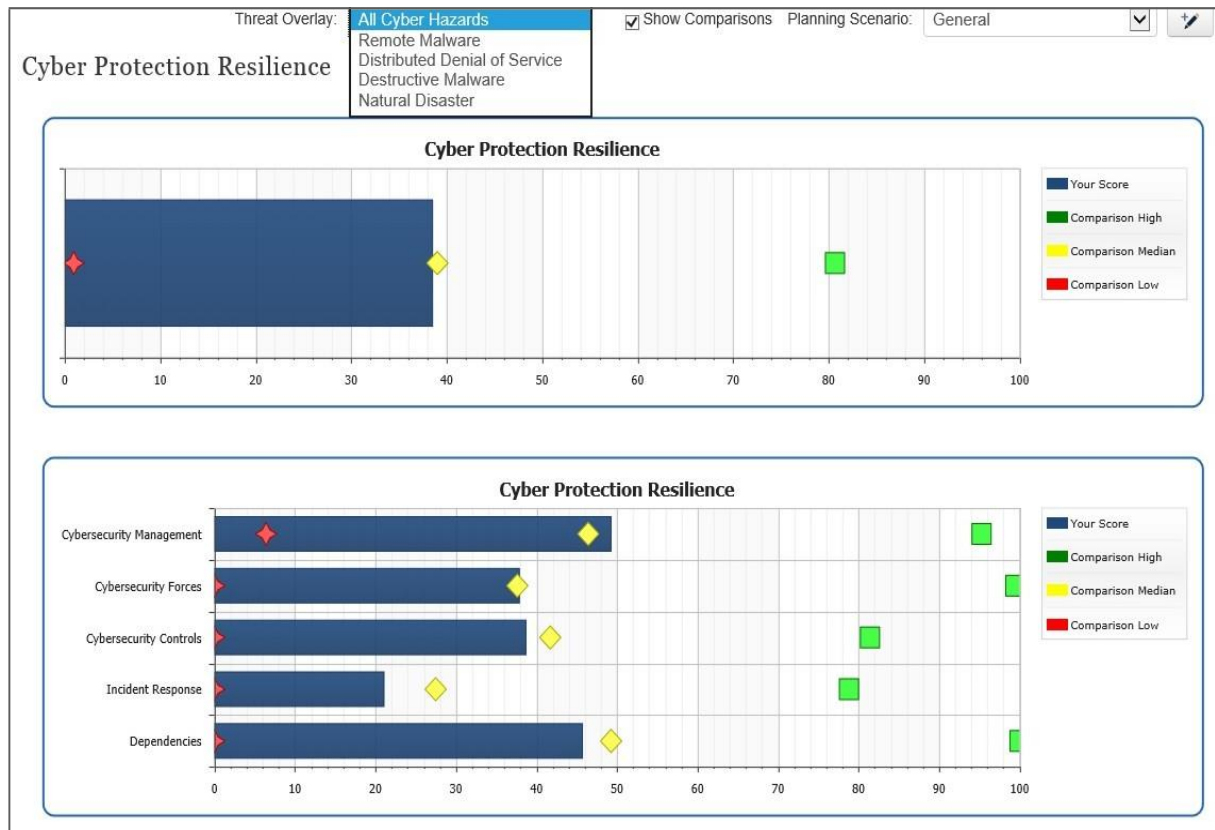 Threat Overlay: All Cyber Hazards Show Comparisons Planning Scenario: General
Remote Malware
Distributed Denial of Service
Destructive Malware
Natural Disaster
Cyber Protection Resilience
Cyber Protection Resilience
Your Score
Comparison High
Comparison Median
Comparison Low
0 10 20 30 40 50 60 70 80 90 100
Cyber Protection Resilience
Cybersecurity Management
Cybersecurity Forces
Cybersecurity Controls
Incident Response
Dependencies
Your Score
Comparison High
Comparison Median
Comparison Low
0 10 20 30 40 50 60 70 80 90 100